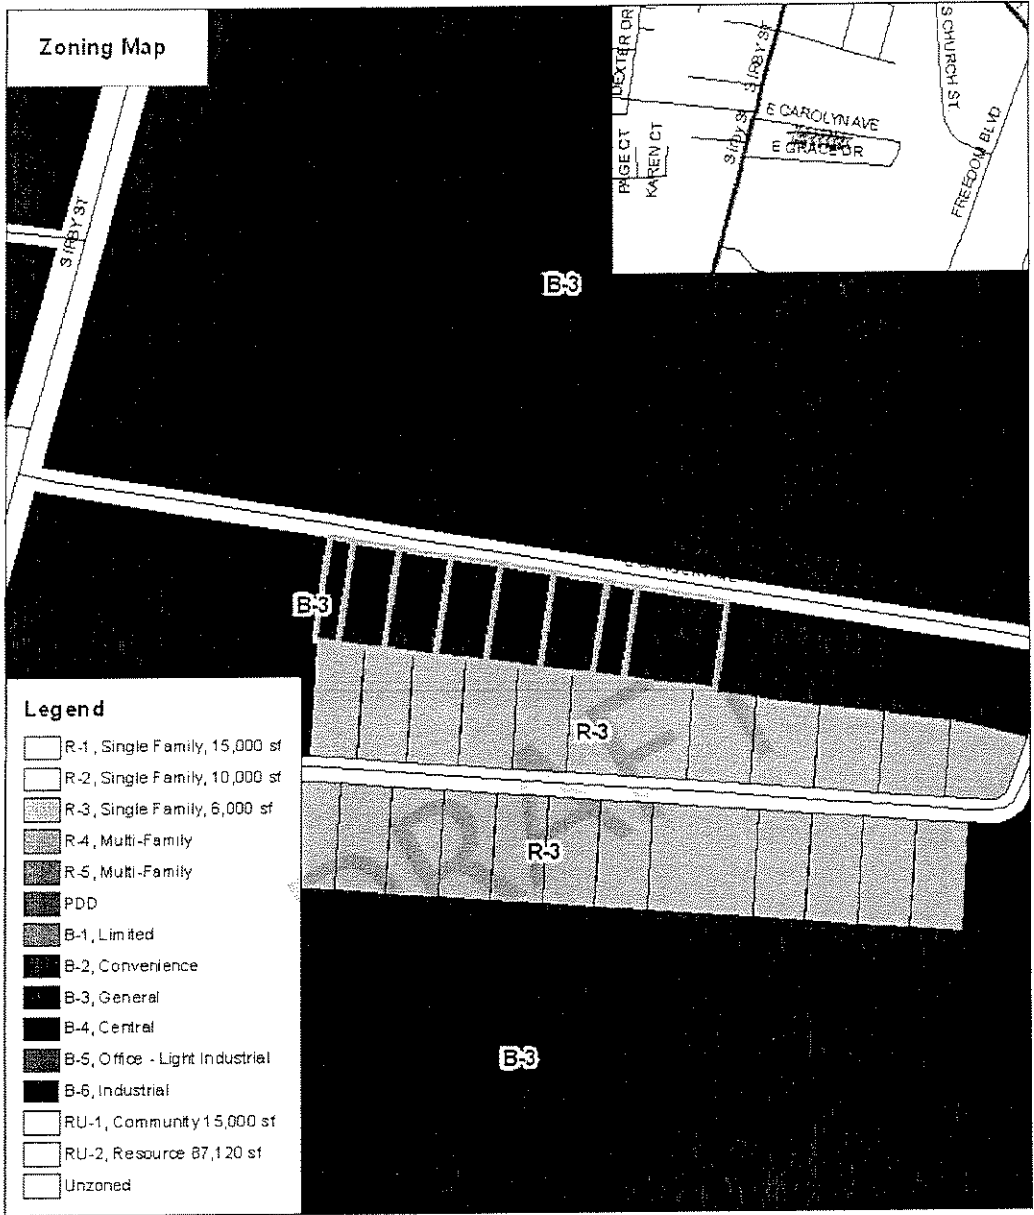 Zoning Map
DEXTER DR
S IRBY ST
S CHURCH ST
E CAROLYN AVE
S IRBY ST
E GRACE DR
PAGE CT
KAREN CT
FREEDOM BLVD
S IRBY ST
B-3
B-3
R-3
R-3
B-3
Legend
R-1, Single Family, 15,000 sf
R-2, Single Family, 10,000 sf
R-3, Single Family, 6,000 sf
R-4, Multi-Family
R-5, Multi-Family
PDD
B-1, Limited
B-2, Convenience
B-3, General
B-4, Central
B-5, Office - Light Industrial
B-6, Industrial
RU-1, Community 15,000 sf
RU-2, Resource 87,120 sf
Unzoned